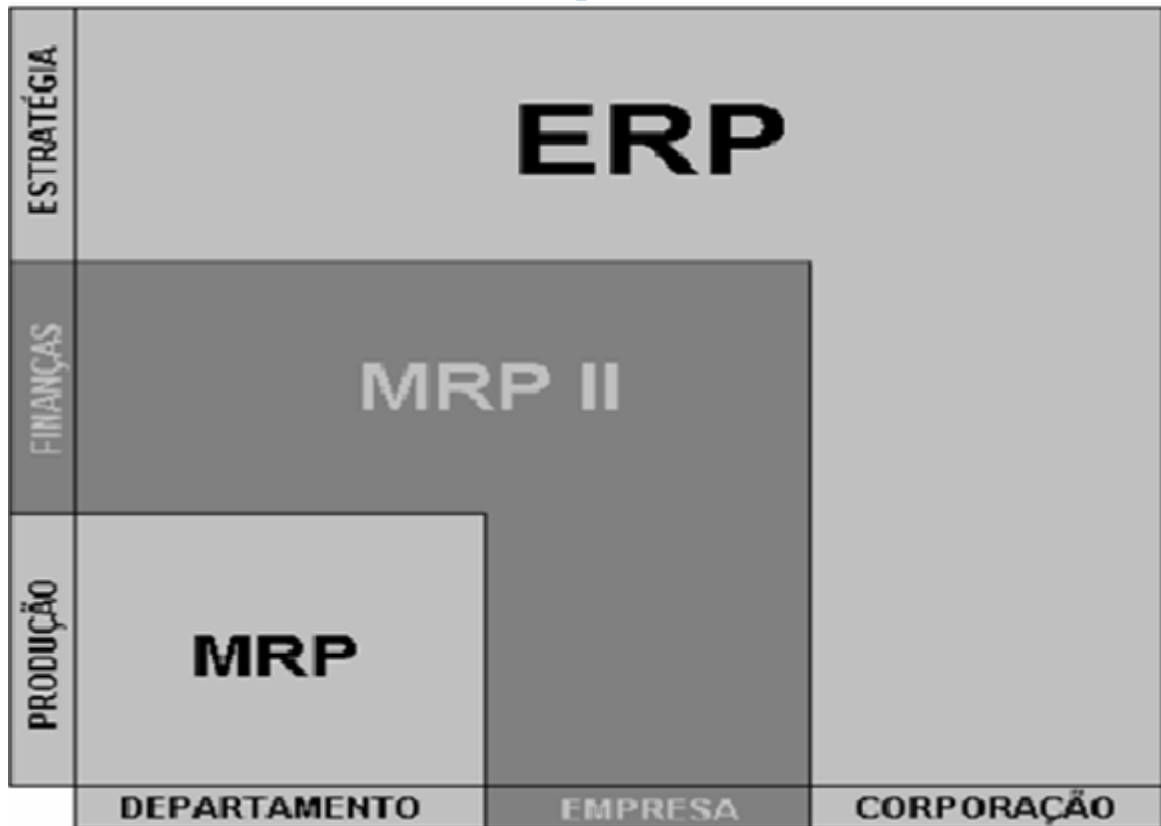 ESTRATÉGIA
ERP
FINANÇAS
MRP II
PRODUÇÃO
MRP
DEPARTAMENTO
EMPRESA
CORPORAÇÃO